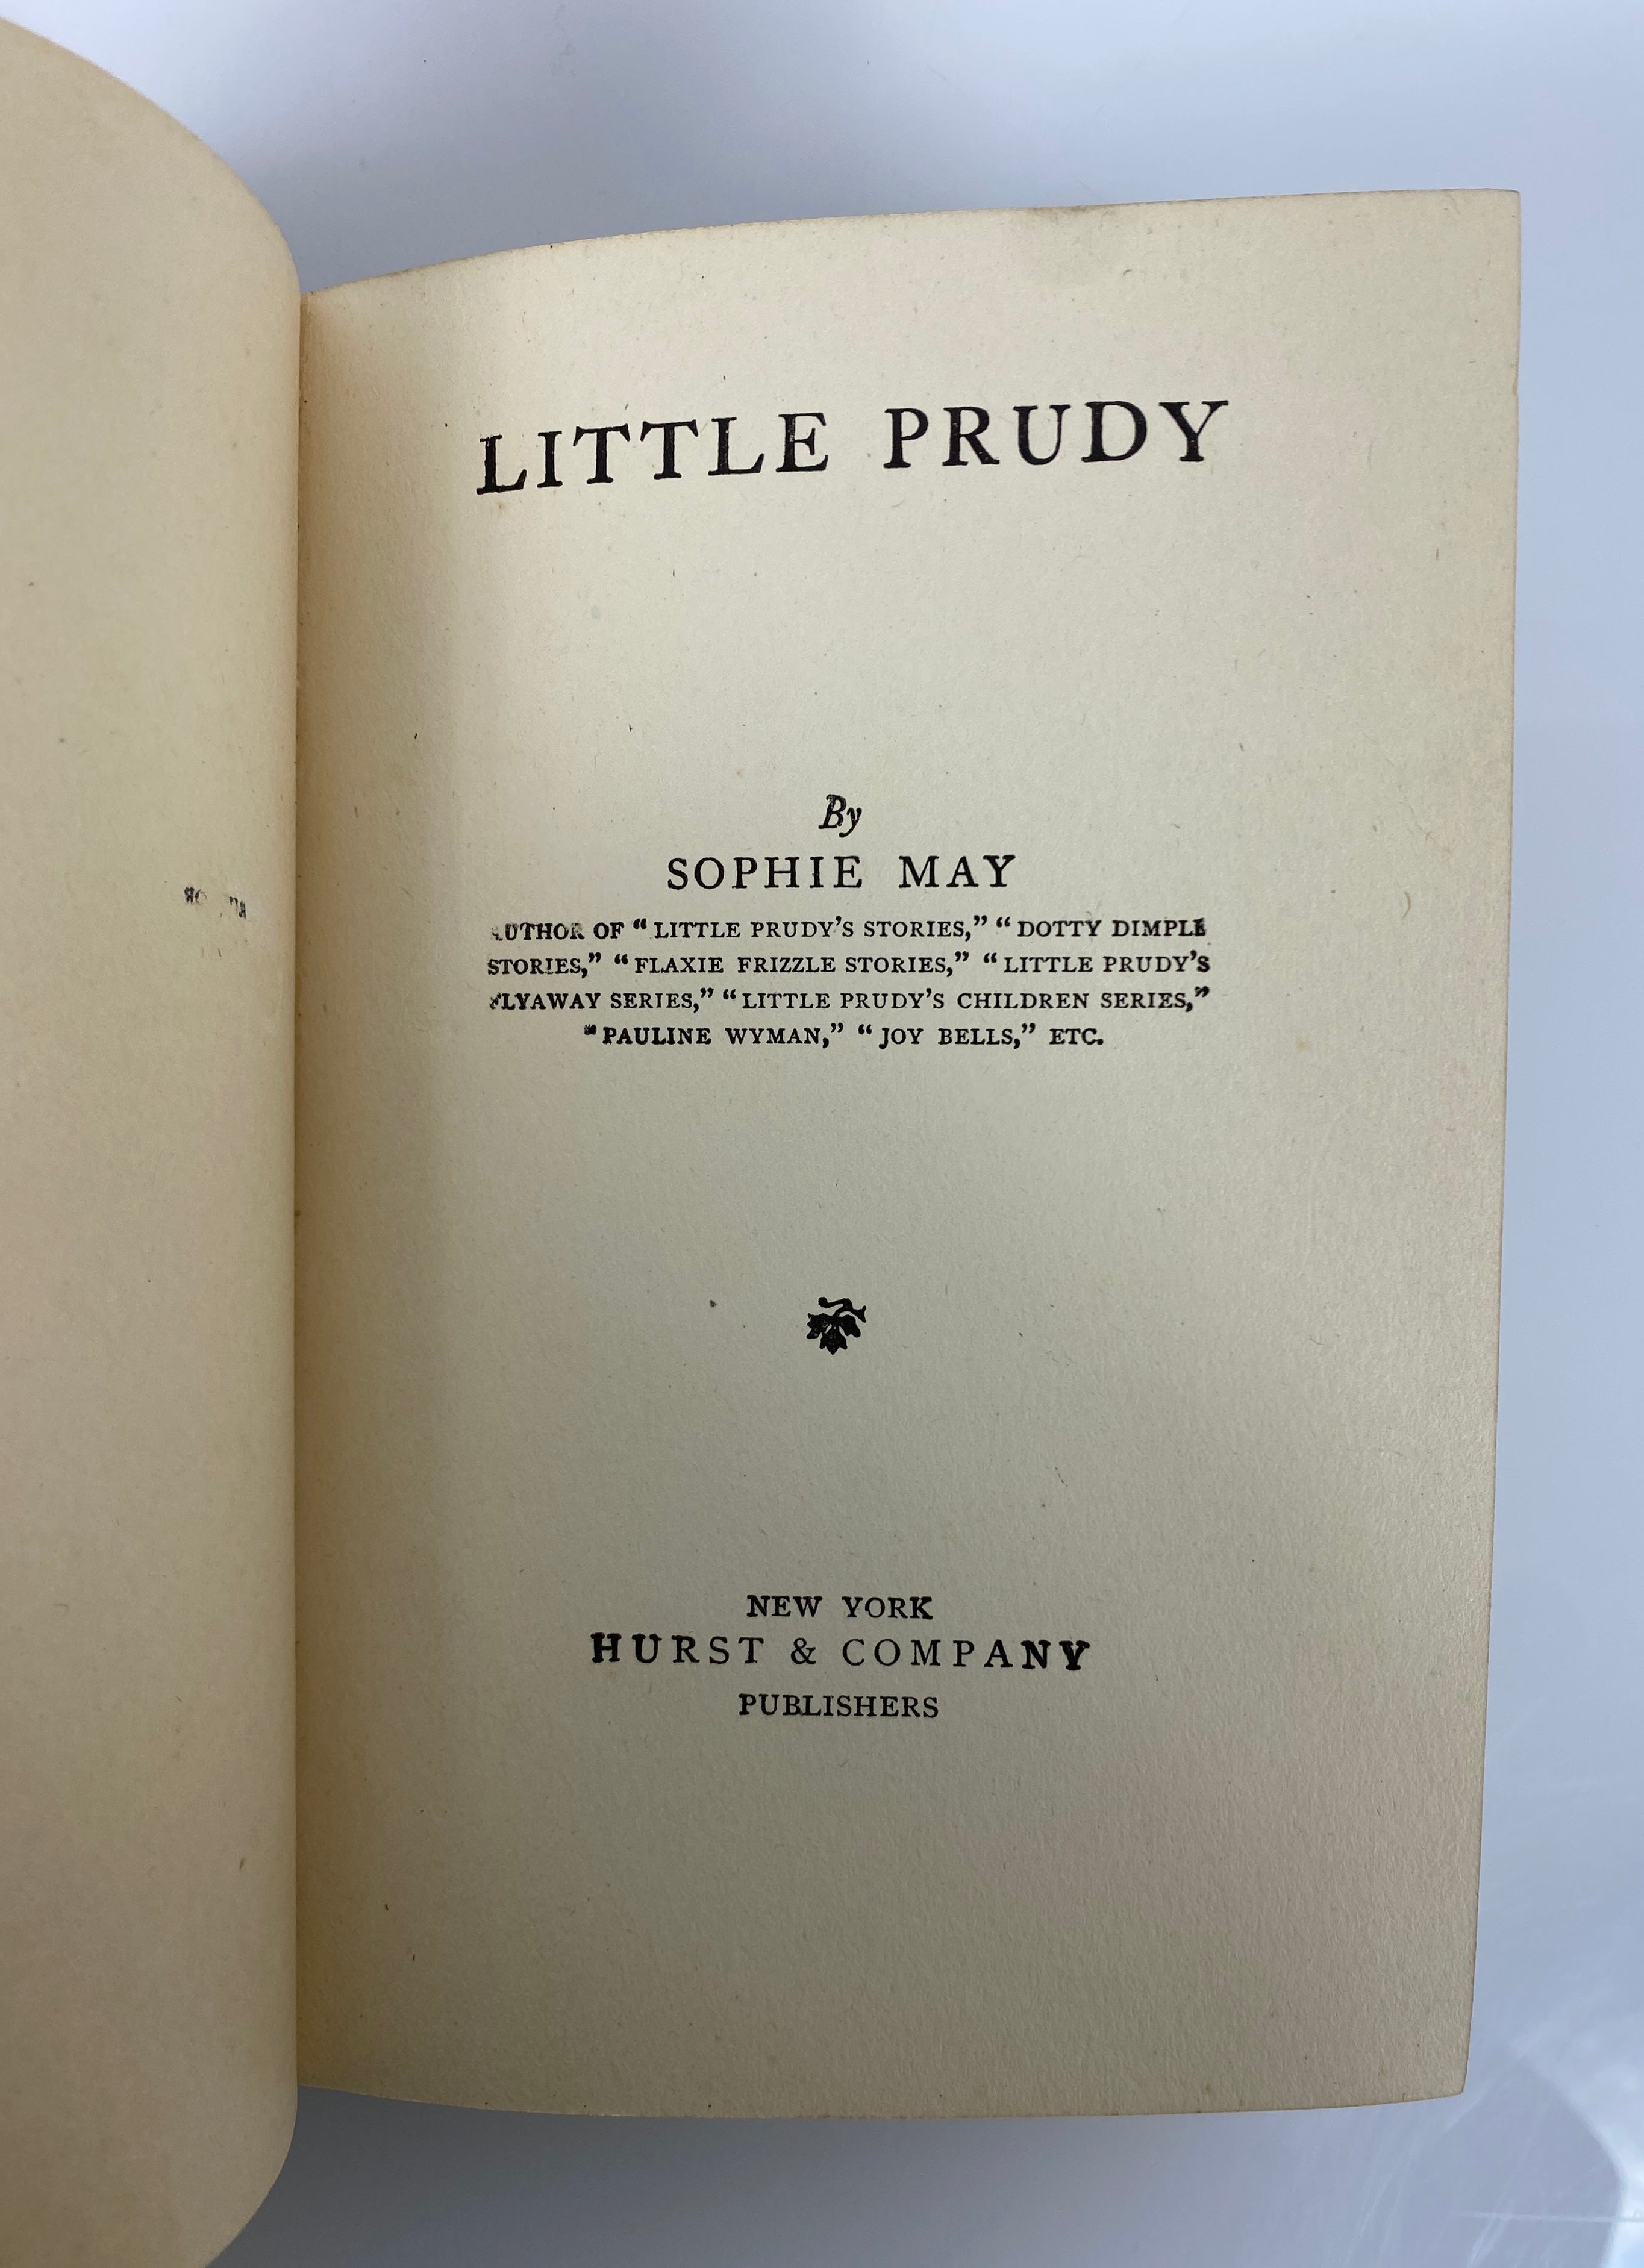 LITTLE PRUDY
By
SOPHIE MAY
AUTHOR OF “LITTLE PRUDY’S STORIES,” “DOTTY DIMPLE
STORIES,” “FLAXIE FRIZZLE STORIES,” “LITTLE PRUDY’S
FLYAWAY SERIES,” “LITTLE PRUDY’S CHILDREN SERIES,”
“PAULINE WYMAN,” “JOY BELLS,” ETC.
NEW YORK
HURST & COMPANY
PUBLISHERS